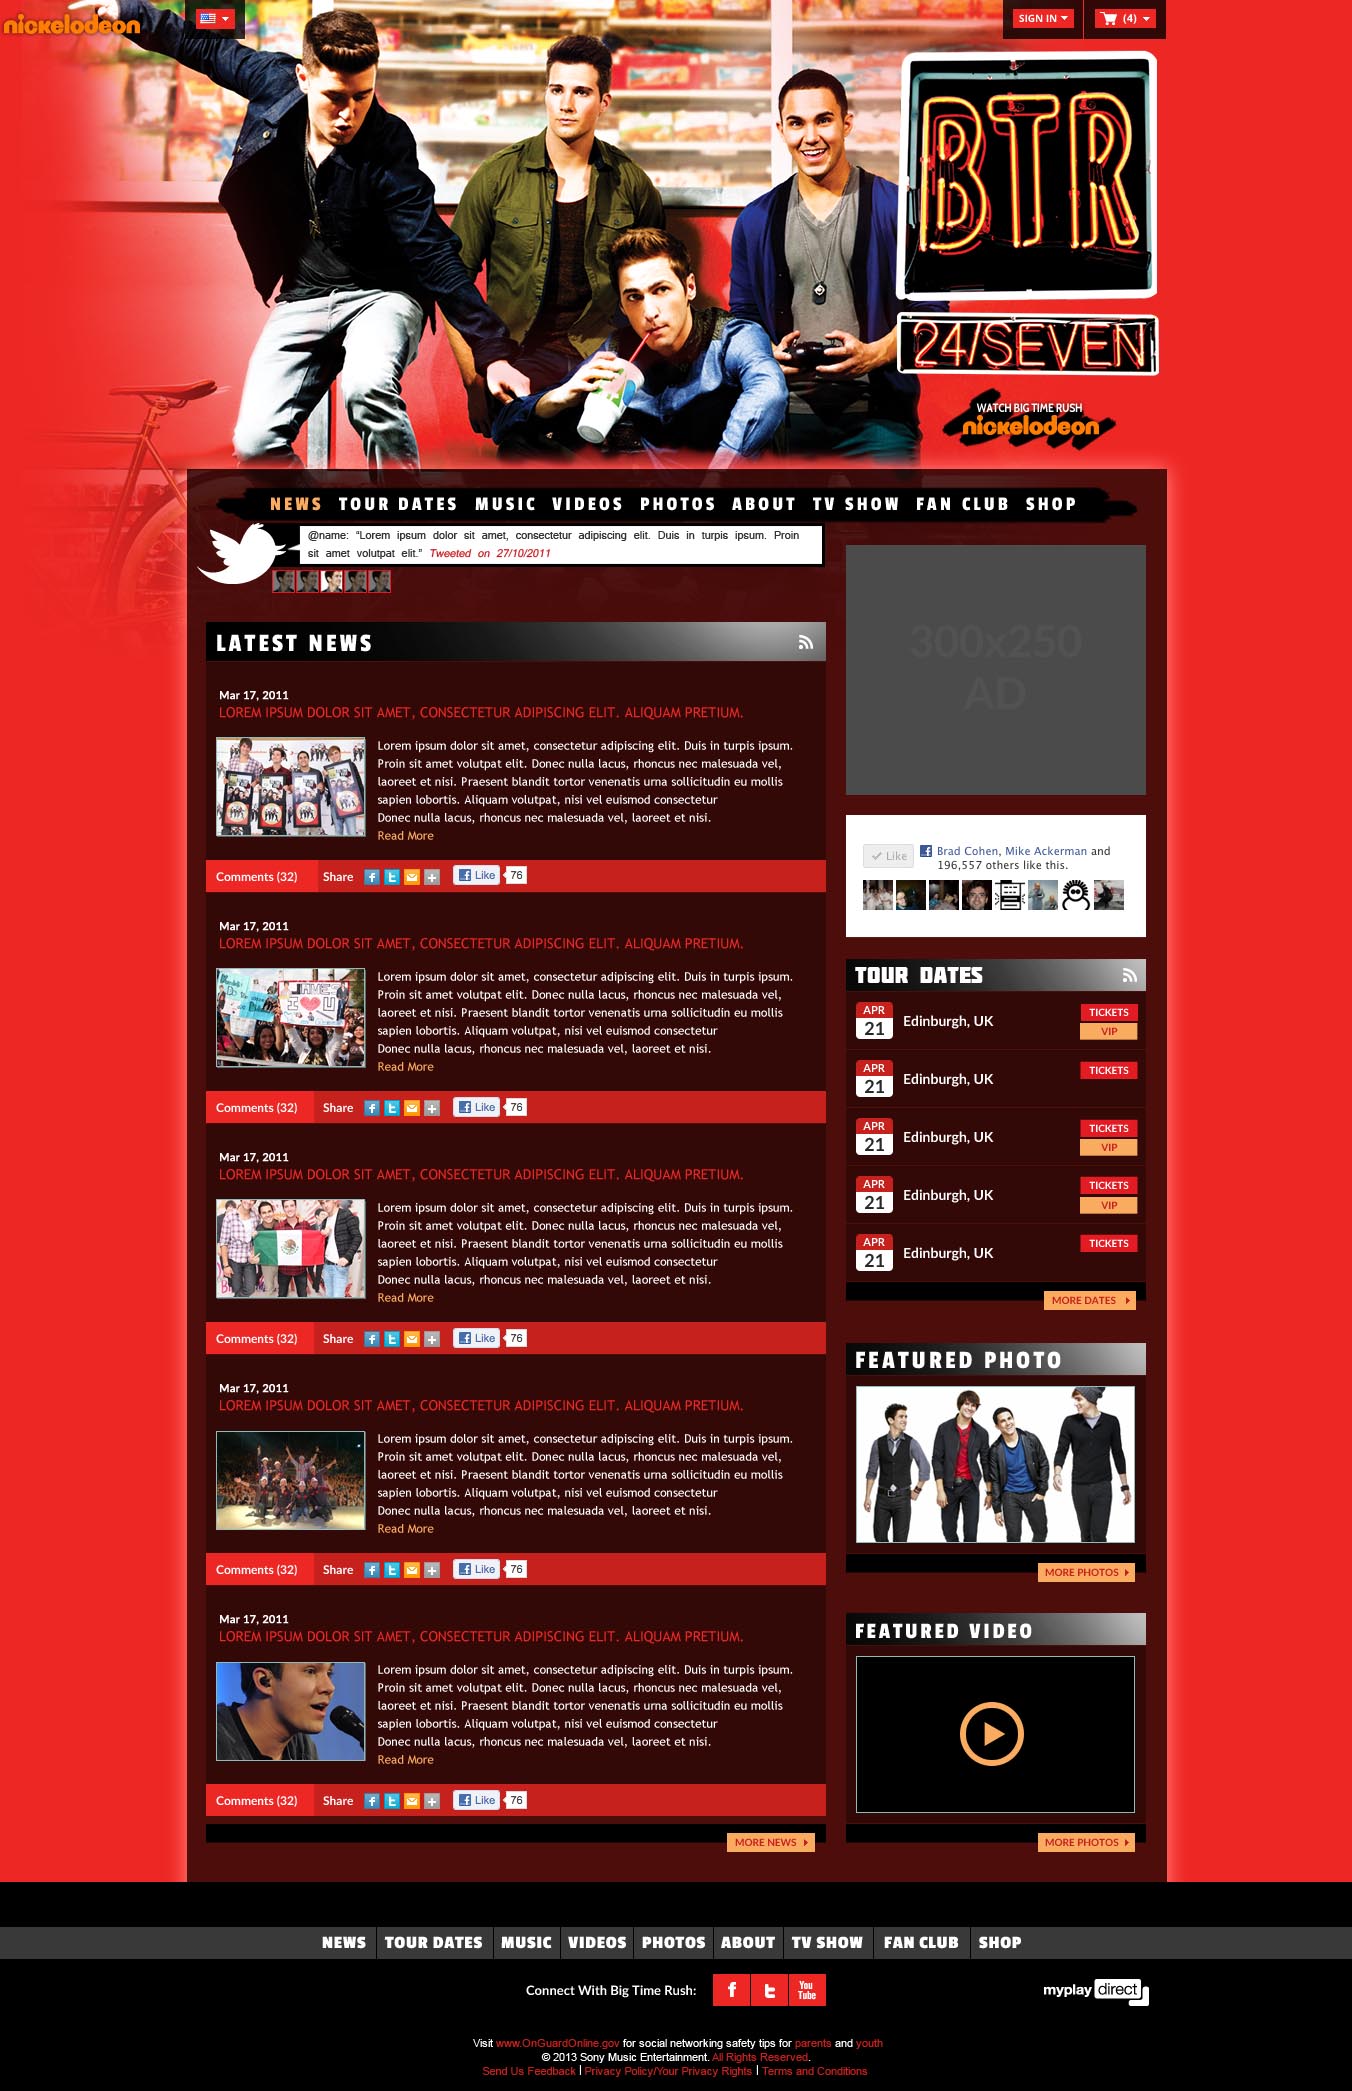 nickelodeon
SIGN IN
(4)
BTR
24/SEVEN
WATCH BIG TIME RUSH
nickelodeon
NEWS TOUR DATES MUSIC VIDEOS PHOTOS ABOUT TV SHOW FAN CLUB SHOP
@name: “Lorem ipsum dolor sit amet, consectetur adipiscing elit. Duis in turpis ipsum. Proin
sit amet volutpat elit.” Tweeted on 27/10/2011
LATEST NEWS
Mar 17, 2011
LOREM IPSUM DOLOR SIT AMET, CONSECTETUR ADIPISCING ELIT. ALIQUAM PRETIUM.
Lorem ipsum dolor sit amet, consectetur adipiscing elit. Duis in turpis ipsum.
Proin sit amet volutpat elit. Donec nulla lacus, rhoncus nec malesuada vel,
laoreet et nisi. Praesent blandit tortor venenatis urna sollicitudin eu mollis
sapien lobortis. Aliquam volutpat, nisi vel euismod consectetur
Donec nulla lacus, rhoncus nec malesuada vel, laoreet et nisi.
Read More
Comments (32) Share Like 76
Mar 17, 2011
LOREM IPSUM DOLOR SIT AMET, CONSECTETUR ADIPISCING ELIT. ALIQUAM PRETIUM.
JAMES
I U
Lorem ipsum dolor sit amet, consectetur adipiscing elit. Duis in turpis ipsum.
Proin sit amet volutpat elit. Donec nulla lacus, rhoncus nec malesuada vel,
laoreet et nisi. Praesent blandit tortor venenatis urna sollicitudin eu mollis
sapien lobortis. Aliquam volutpat, nisi vel euismod consectetur
Donec nulla lacus, rhoncus nec malesuada vel, laoreet et nisi.
Read More
Comments (32) Share Like 76
Mar 17, 2011
LOREM IPSUM DOLOR SIT AMET, CONSECTETUR ADIPISCING ELIT. ALIQUAM PRETIUM.
Lorem ipsum dolor sit amet, consectetur adipiscing elit. Duis in turpis ipsum.
Proin sit amet volutpat elit. Donec nulla lacus, rhoncus nec malesuada vel,
laoreet et nisi. Praesent blandit tortor venenatis urna sollicitudin eu mollis
sapien lobortis. Aliquam volutpat, nisi vel euismod consectetur
Donec nulla lacus, rhoncus nec malesuada vel, laoreet et nisi.
Read More
Comments (32) Share Like 76
Mar 17, 2011
LOREM IPSUM DOLOR SIT AMET, CONSECTETUR ADIPISCING ELIT. ALIQUAM PRETIUM.
Lorem ipsum dolor sit amet, consectetur adipiscing elit. Duis in turpis ipsum.
Proin sit amet volutpat elit. Donec nulla lacus, rhoncus nec malesuada vel,
laoreet et nisi. Praesent blandit tortor venenatis urna sollicitudin eu mollis
sapien lobortis. Aliquam volutpat, nisi vel euismod consectetur
Donec nulla lacus, rhoncus nec malesuada vel, laoreet et nisi.
Read More
Comments (32) Share Like 76
Mar 17, 2011
LOREM IPSUM DOLOR SIT AMET, CONSECTETUR ADIPISCING ELIT. ALIQUAM PRETIUM.
Lorem ipsum dolor sit amet, consectetur adipiscing elit. Duis in turpis ipsum.
Proin sit amet volutpat elit. Donec nulla lacus, rhoncus nec malesuada vel,
laoreet et nisi. Praesent blandit tortor venenatis urna sollicitudin eu mollis
sapien lobortis. Aliquam volutpat, nisi vel euismod consectetur
Donec nulla lacus, rhoncus nec malesuada vel, laoreet et nisi.
Read More
Comments (32) Share Like 76
MORE NEWS
300x250
AD
Like Brad Cohen, Mike Ackerman and
196,557 others like this.
TOUR DATES
APR
21
Edinburgh, UK
TICKETS
VIP
APR
21
Edinburgh, UK
TICKETS
APR
21
Edinburgh, UK
TICKETS
VIP
APR
21
Edinburgh, UK
TICKETS
VIP
APR
21
Edinburgh, UK
TICKETS
MORE DATES
FEATURED PHOTO
MORE PHOTOS
FEATURED VIDEO
MORE PHOTOS
NEWS TOUR DATES MUSIC VIDEOS PHOTOS ABOUT TV SHOW FAN CLUB SHOP
Connect With Big Time Rush: f t You Tube
myplay direct
Visit www.OnGuardOnline.gov for social networking safety tips for parents and youth
© 2013 Sony Music Entertainment. All Rights Reserved.
Send Us Feedback | Privacy Policy/Your Privacy Rights | Terms and Conditions